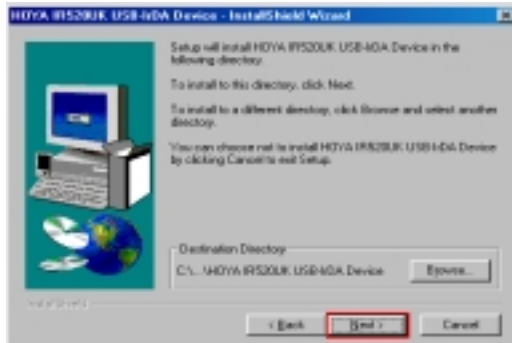 HOYA IR520UK USB-IrDA Device - InstallShield Wizard
Setup will install HOYA IR520UK USB-IrDA Device in the
following directory.
To install to this directory, click Next.
To install to a different directory, click Browse and select another
directory.
You can choose not to install HOYA IR520UK USB-IrDA Device
by clicking Cancel to exit Setup.
Destination Directory
C:\...\HOYA IR520UK USB-IrDA Device
Browse...
InstallShield
< Back
Next >
Cancel